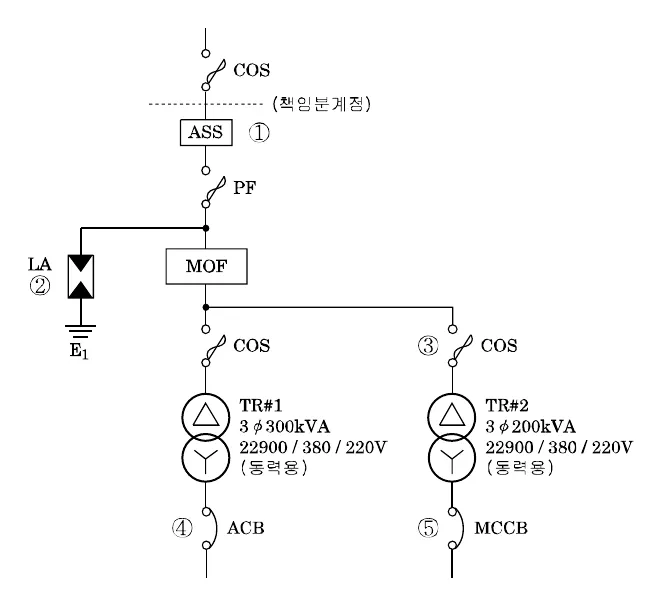 COS
(책임분계점)
ASS ①
PF
LA
②
MOF
E₁
COS
③ COS
TR#1
3φ300kVA
22900 / 380 / 220V
(동력용)
TR#2
3φ200kVA
22900 / 380 / 220V
(동력용)
④ ACB
⑤ MCCB